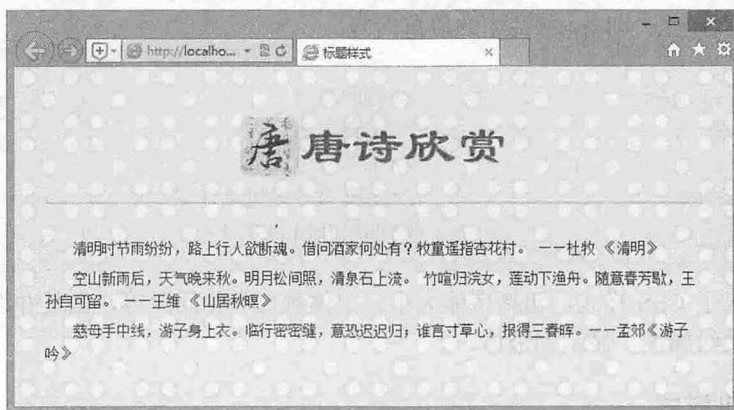 http://localho...
标题样式
唐 唐诗欣赏
清明时节雨纷纷，路上行人欲断魂。借问酒家何处有？牧童遥指杏花村。 ——杜牧 《清明》
空山新雨后，天气晚来秋。明月松间照，清泉石上流。 竹喧归浣女，莲动下渔舟。随意春芳歇，王
孙自可留。 ——王维 《山居秋暝》
慈母手中线，游子身上衣。临行密密缝，意恐迟迟归；谁言寸草心，报得三春晖。——孟郊《游子
吟》